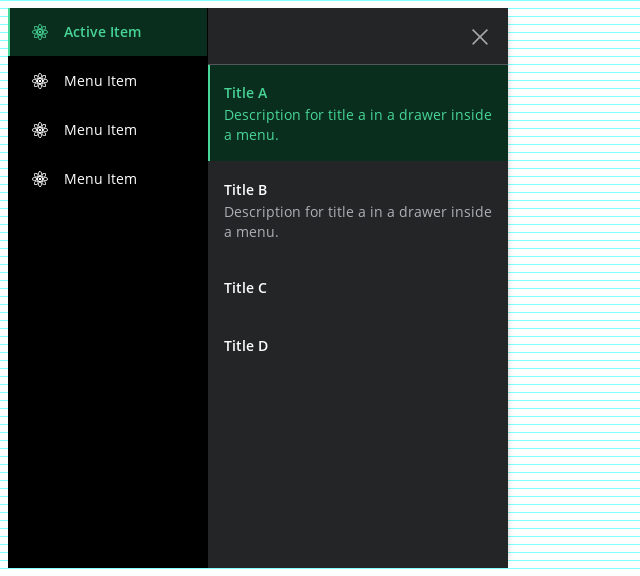 Active Item
Menu Item
Menu Item
Menu Item
Title A
Description for title a in a drawer inside
a menu.
Title B
Description for title a in a drawer inside
a menu.
Title C
Title D